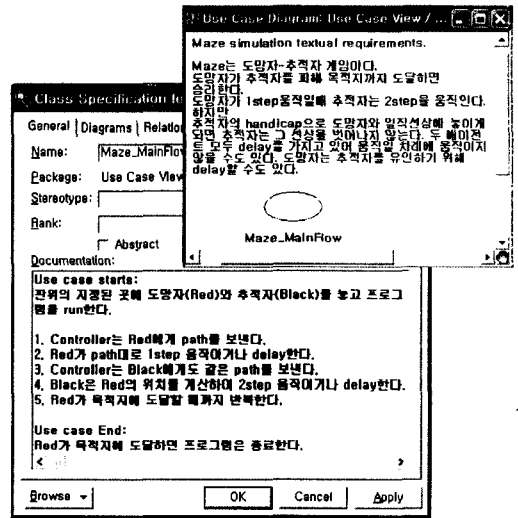 Use Case Diagram: Use Case View / ...
Maze simulation textual requirements.
Maze는 도망자-추적자 게임이다.
도망자가 추적자를 피해 목적지까지 도달하면
승리한다.
도망자가 1step움직일때 추적자는 2step을 움직인다.
하지만
추적자의 handicap으로 도망자와 일직선상에 놓이게
되면 추적자는 그 선상을 벗어나지 않는다. 두 에이전
트 모두 delay를 가지고 있어 움직일 차례에 움직이지
않을 수도 있다. 도망자는 추적자를 유인하기 위해
delay할 수도 있다.
Maze_MainFlow
Class Specification fo
General
Diagrams
Relation
Name:
Maze_MainFlow
Package:
Use Case View
Stereotype:
Rank:
Abstract
Documentation:
Use case starts:
판위의 지정된 곳에 도망자(Red)와 추적자(Black)를 놓고 프로그
램을 run한다.
1. Controller는 Red에게 path를 보낸다.
2. Red가 path대로 1step 움직이거나 delay한다.
3. Controller는 Black에게도 같은 path를 보낸다.
4. Black은 Red의 위치를 계산하여 2step 움직이거나 delay한다.
5. Red가 목적지에 도달할 때까지 반복한다.
Use case End:
Red가 목적지에 도달하면 프로그램은 종료한다.
Browse
OK
Cancel
Apply